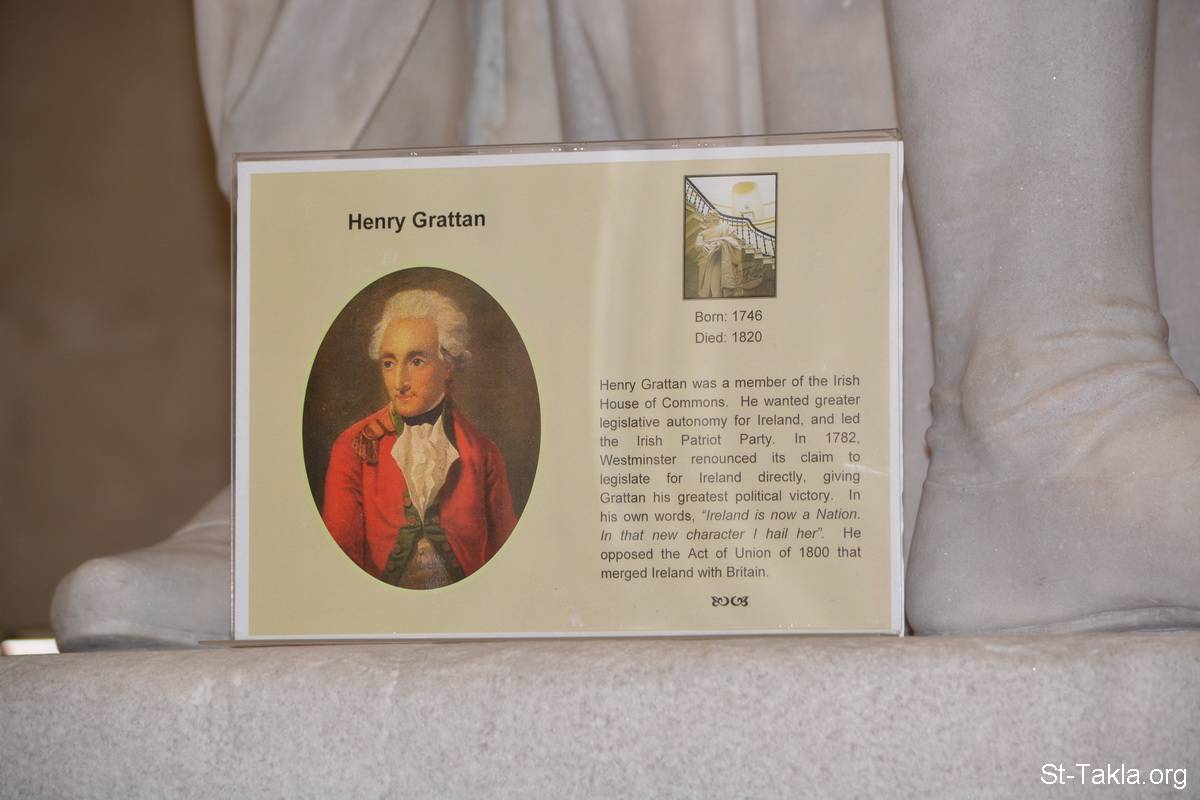 Henry Grattan
Born: 1746
Died: 1820
Henry Grattan was a member of the Irish
House of Commons. He wanted greater
legislative autonomy for Ireland, and led
the Irish Patriot Party. In 1782,
Westminster renounced its claim to
legislate for Ireland directly, giving
Grattan his greatest political victory. In
his own words, “Ireland is now a Nation.
In that new character I hail her”. He
opposed the Act of Union of 1800 that
merged Ireland with Britain.
St-Takla.org